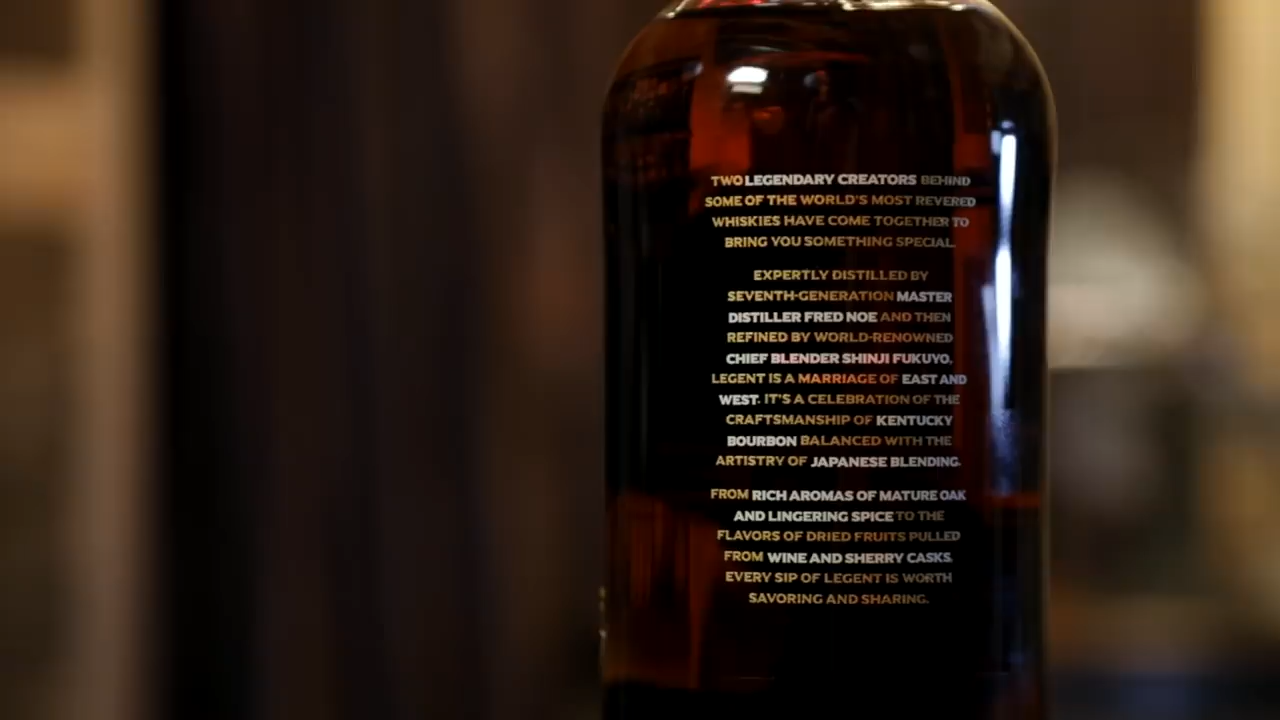 TWO LEGENDARY CREATORS BEHIND
SOME OF THE WORLD'S MOST REVERED
WHISKIES HAVE COME TOGETHER TO
BRING YOU SOMETHING SPECIAL.
EXPERTLY DISTILLED BY
SEVENTH-GENERATION MASTER
DISTILLER FRED NOE AND THEN
REFINED BY WORLD-RENOWNED
CHIEF BLENDER SHINJI FUKUYO.
LEGENT IS A MARRIAGE OF EAST AND
WEST. IT'S A CELEBRATION OF THE
CRAFTSMANSHIP OF KENTUCKY
BOURBON BALANCED WITH THE
ARTISTRY OF JAPANESE BLENDING.
FROM RICH AROMAS OF MATURE OAK
AND LINGERING SPICE TO THE
FLAVORS OF DRIED FRUITS PULLED
FROM WINE AND SHERRY CASKS.
EVERY SIP OF LEGENT IS WORTH
SAVORING AND SHARING.